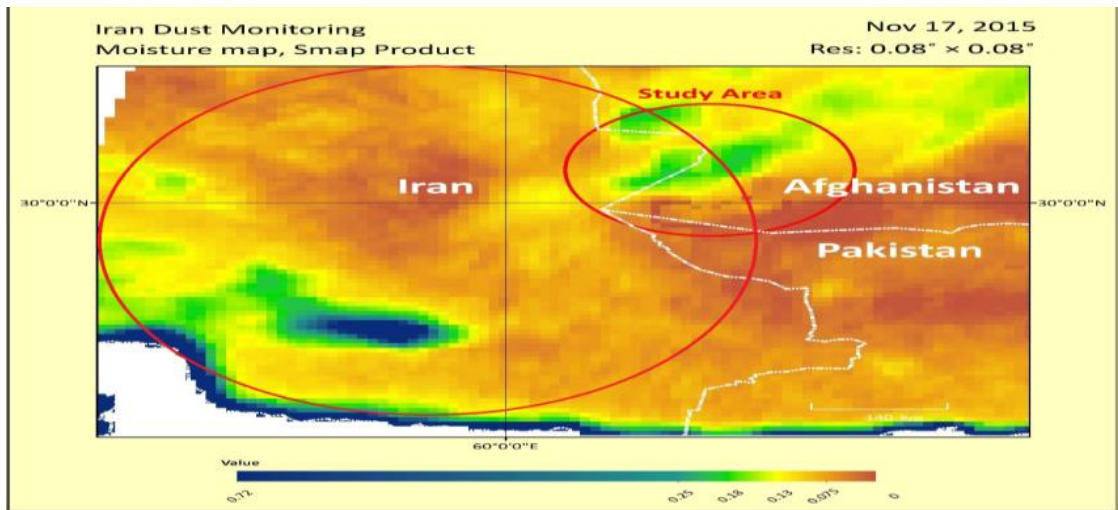 Iran Dust Monitoring
Nov 17, 2015
Moisture map, Smap Product
Res: 0.08° × 0.08°
Study Area
Iran
Afghanistan
30°0'0"N
30°0'0"N
Pakistan
140 km
60°0'0"E
Value
0.72
0.25
0.18
0.13
0.075
0